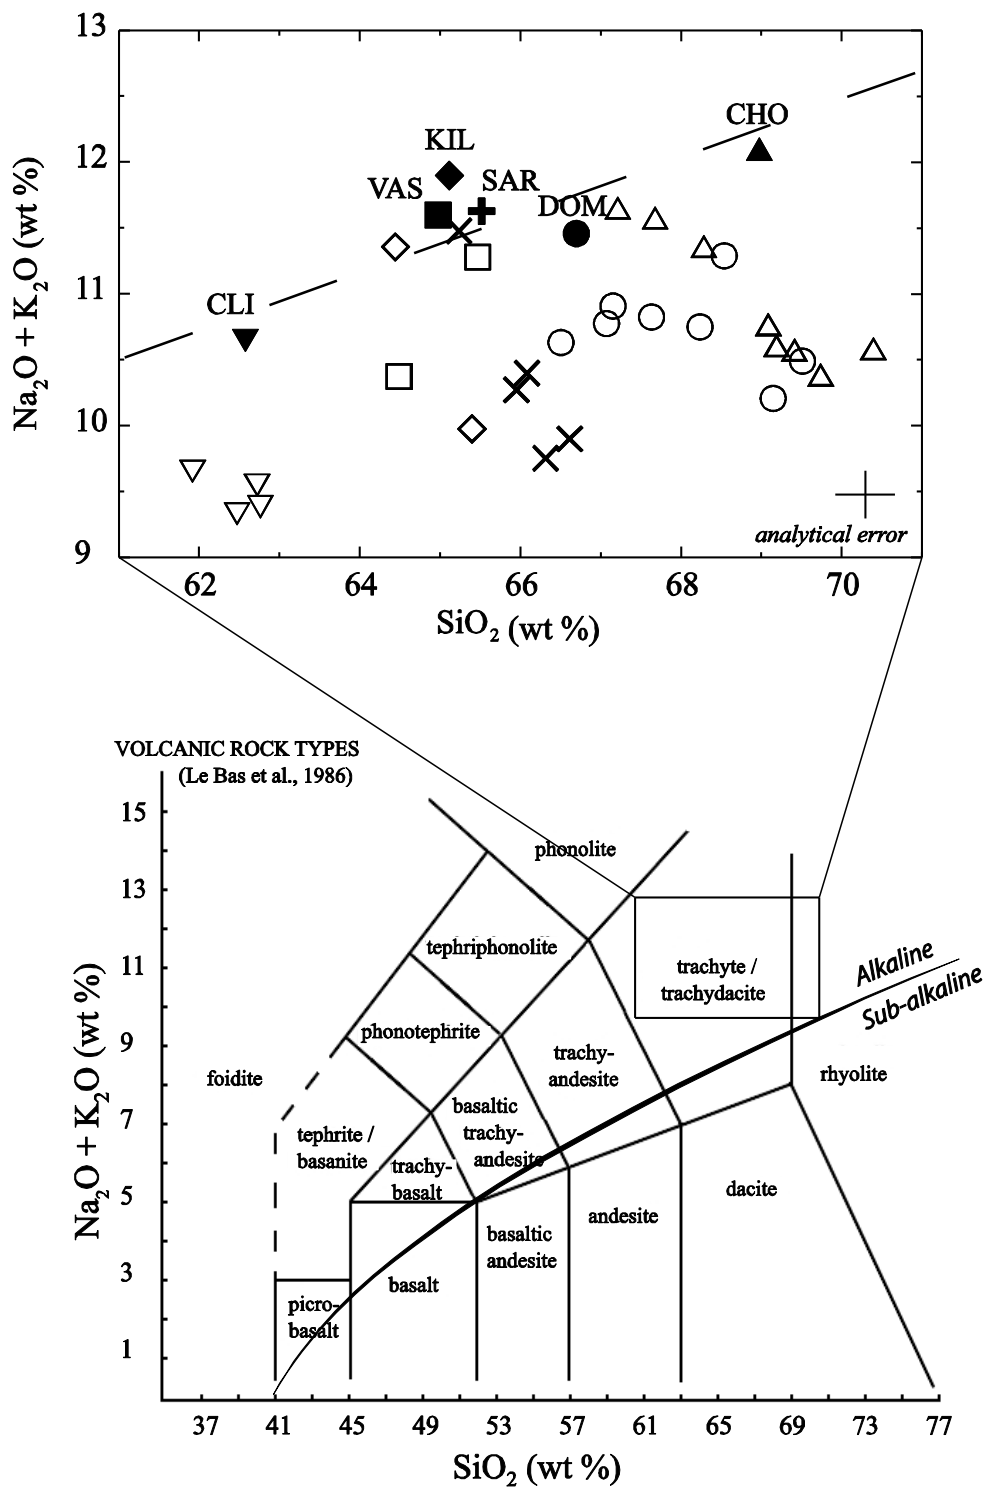 13
12
11
10
9
Na₂O + K₂O (wt %)
CHO
KIL
VAS
SAR
DOM
CLI
analytical error
62
64
66
68
70
SiO₂ (wt %)
VOLCANIC ROCK TYPES
(Le Bas et al., 1986)
15
13
11
9
7
5
3
1
Na₂O + K₂O (wt %)
phonolite
tephriphonolite
trachyte /
trachydacite
Alkaline
Sub-alkaline
phonotephrite
trachy-
andesite
foidite
rhyolite
basaltic
trachy-
andesite
tephrite /
basanite
trachy-
basalt
dacite
andesite
basaltic
andesite
basalt
picro-
basalt
37
41
45
49
53
57
61
65
69
73
77
SiO₂ (wt %)